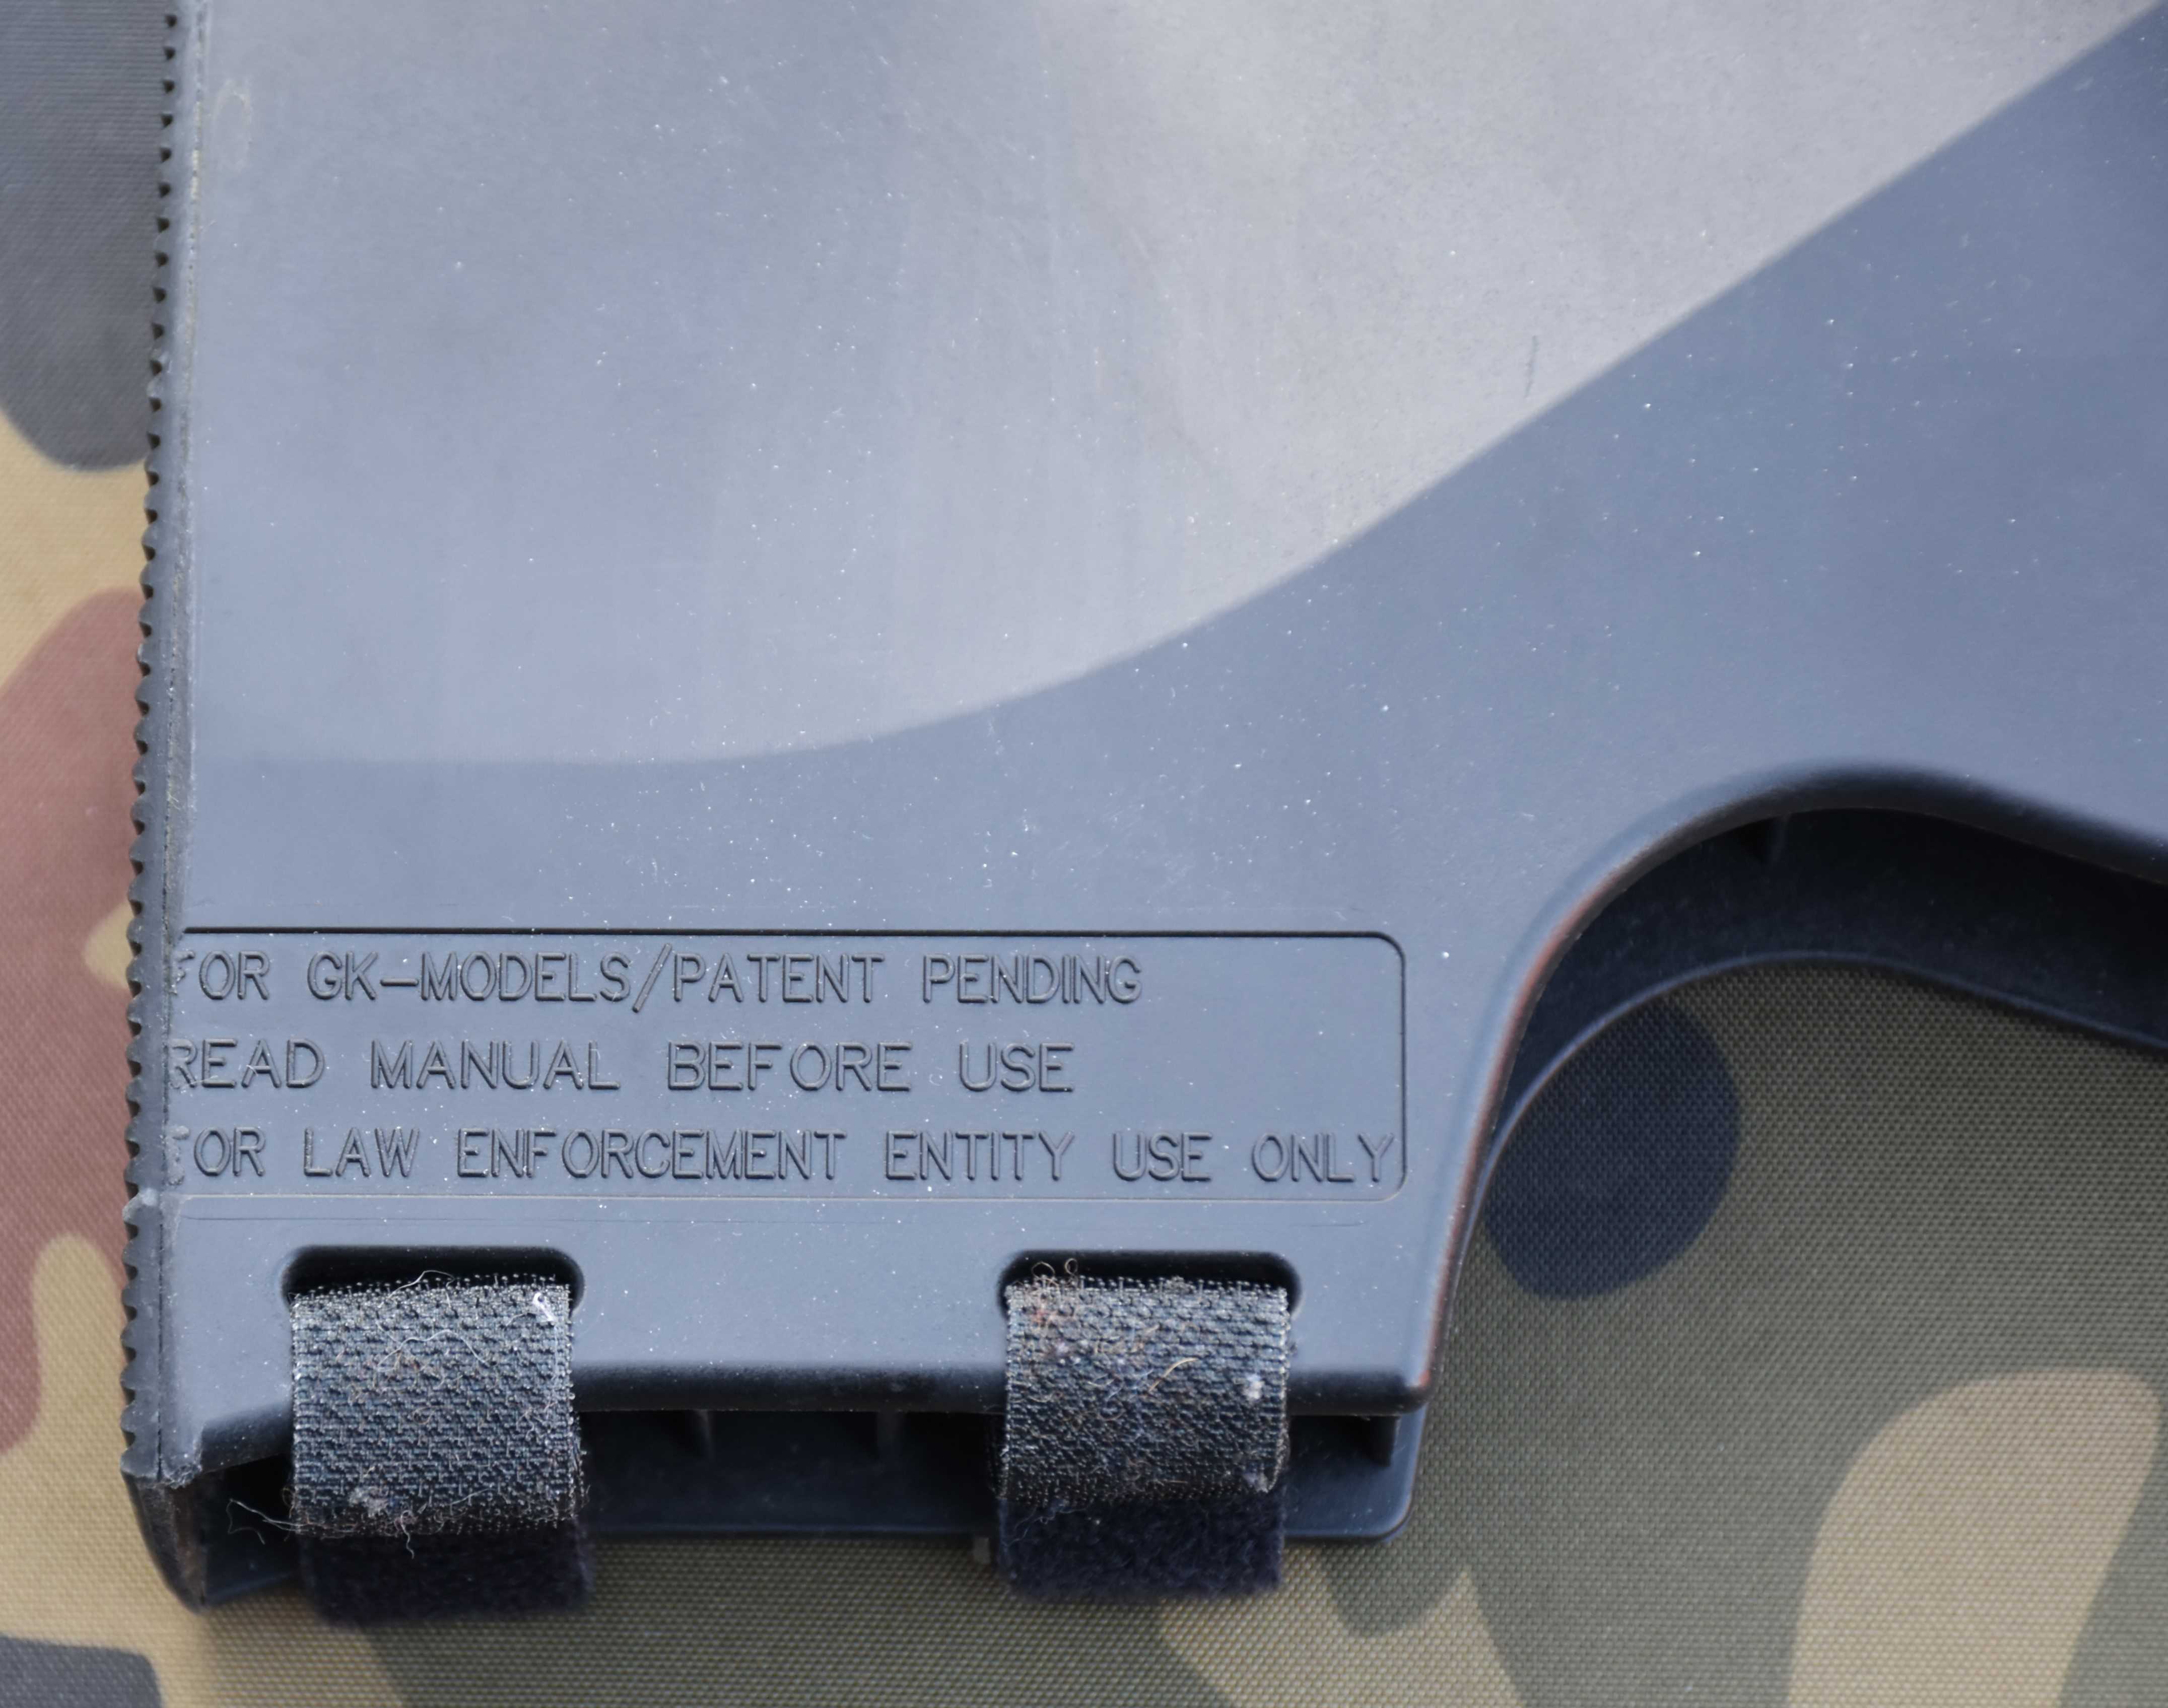 FOR GK-MODELS/PATENT PENDING
READ MANUAL BEFORE USE
FOR LAW ENFORCEMENT ENTITY USE ONLY